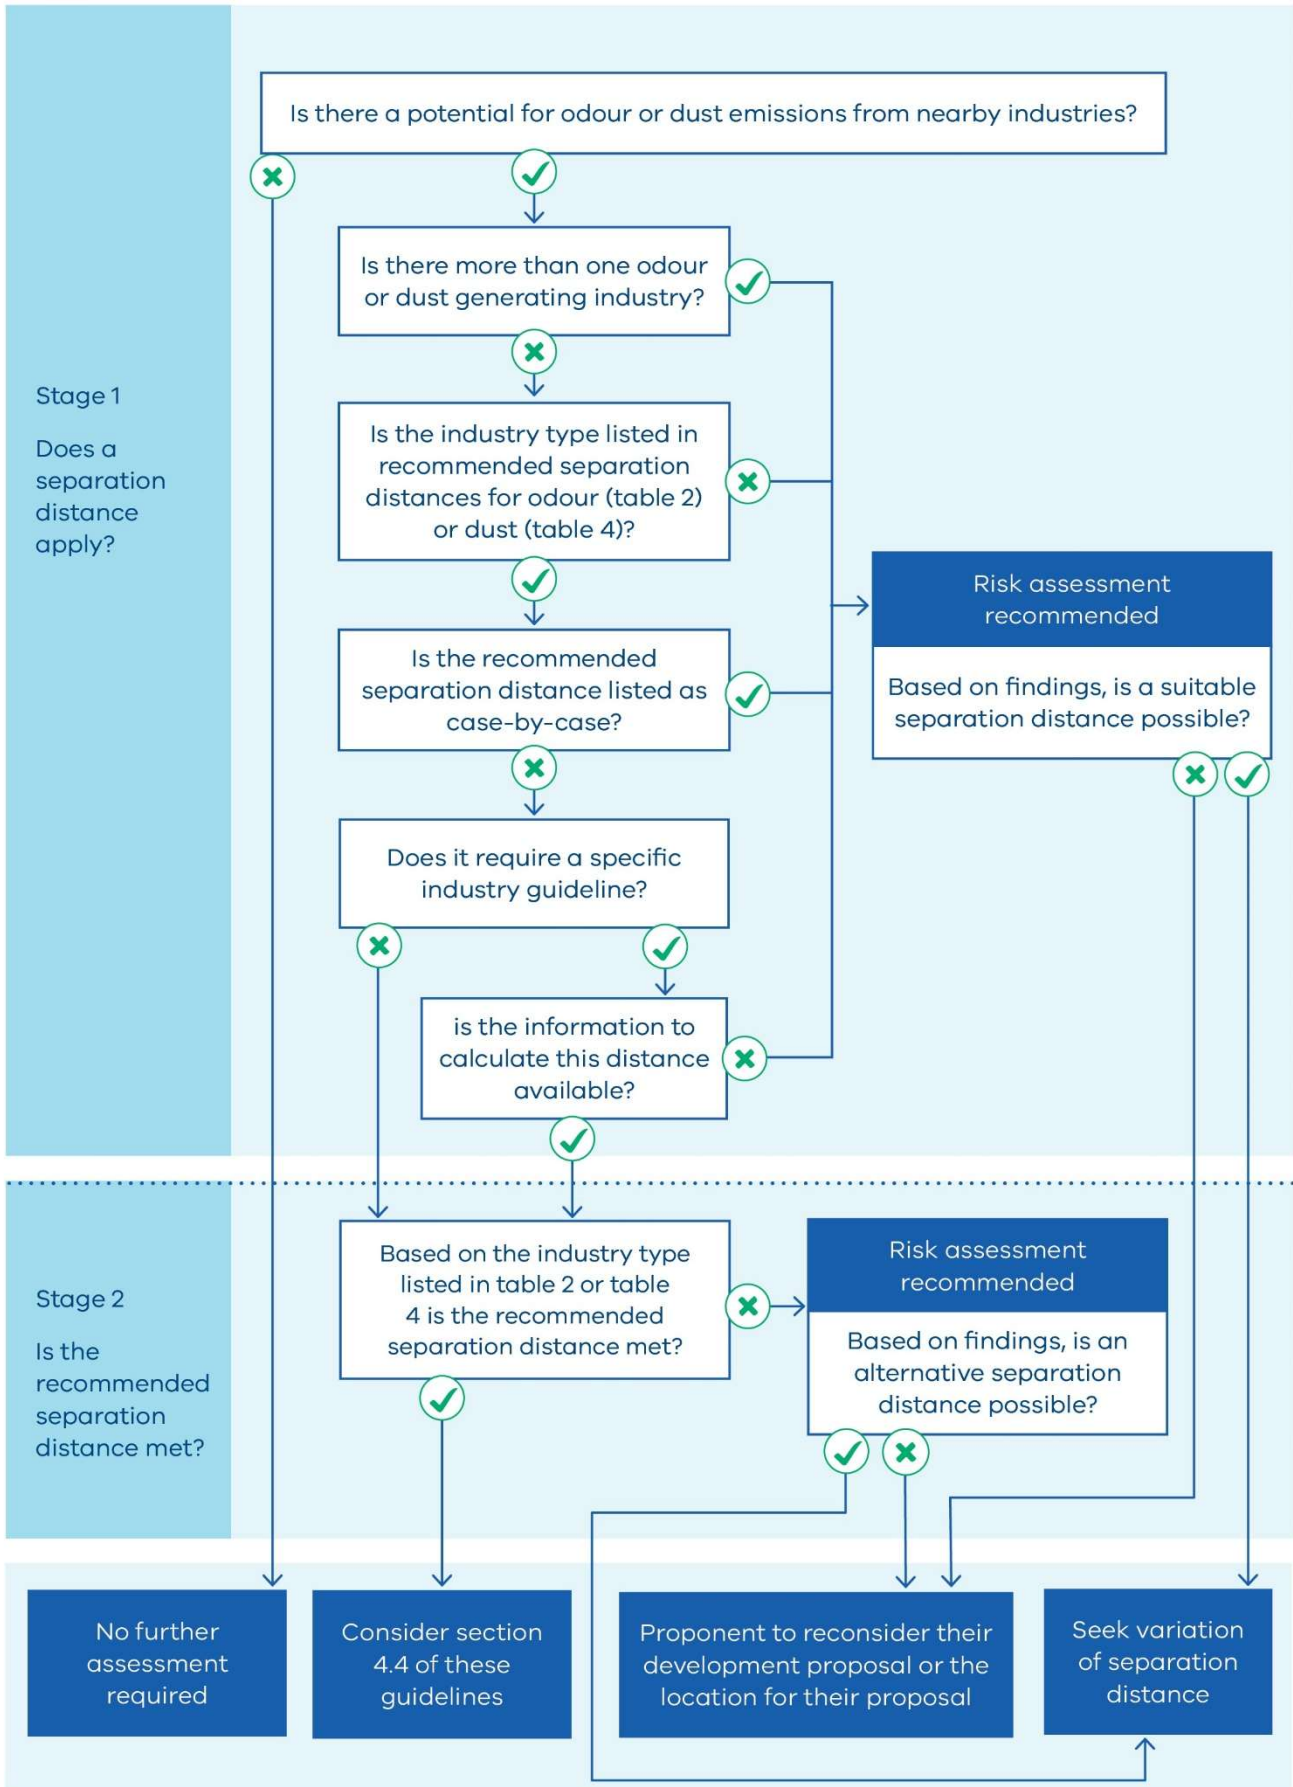 Is there a potential for odour or dust emissions from nearby industries?
Is there more than one odour
or dust generating industry?
Stage 1
Does a
separation
distance
apply?
Is the industry type listed in
recommended separation
distances for odour (table 2)
or dust (table 4)?
Risk assessment
recommended
Based on findings, is a suitable
separation distance possible?
Is the recommended
separation distance listed as
case-by-case?
Does it require a specific
industry guideline?
is the information to
calculate this distance
available?
Stage 2
Is the
recommended
separation
distance met?
Based on the industry type
listed in table 2 or table
4 is the recommended
separation distance met?
Risk assessment
recommended
Based on findings, is an
alternative separation
distance possible?
No further
assessment
required
Consider section
4.4 of these
guidelines
Proponent to reconsider their
development proposal or the
location for their proposal
Seek variation
of separation
distance